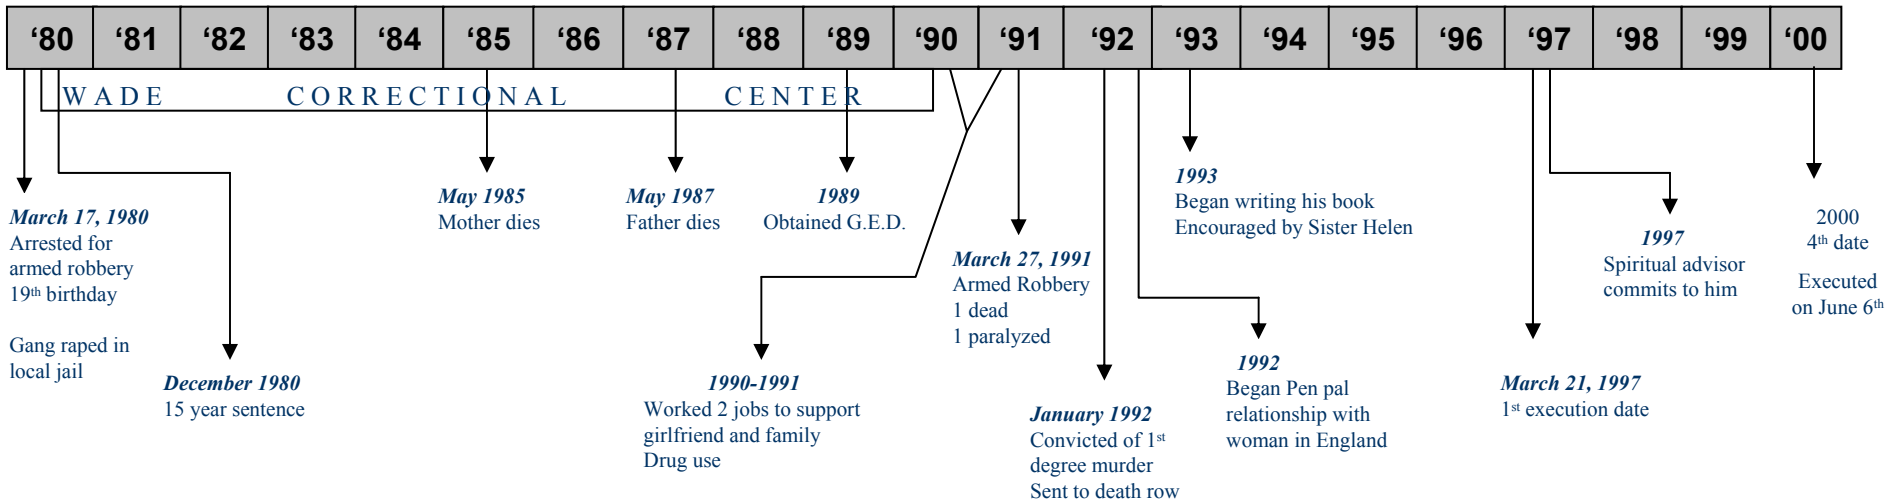 ‘80 ‘81 ‘82 ‘83 ‘84 ‘85 ‘86 ‘87 ‘88 ‘89 ‘90 ‘91 ‘92 ‘93 ‘94 ‘95 ‘96 ‘97 ‘98 ‘99 ‘00
WADE CORRECTIONAL CENTER
March 17, 1980
Arrested for
armed robbery
19th birthday
Gang raped in
local jail
December 1980
15 year sentence
May 1985
Mother dies
May 1987
Father dies
1989
Obtained G.E.D.
1990-1991
Worked 2 jobs to support
girlfriend and family
Drug use
March 27, 1991
Armed Robbery
1 dead
1 paralyzed
January 1992
Convicted of 1st
degree murder
Sent to death row
1992
Began Pen pal
relationship with
woman in England
1993
Began writing his book
Encouraged by Sister Helen
March 21, 1997
1st execution date
1997
Spiritual advisor
commits to him
2000
4th date
Executed
on June 6th